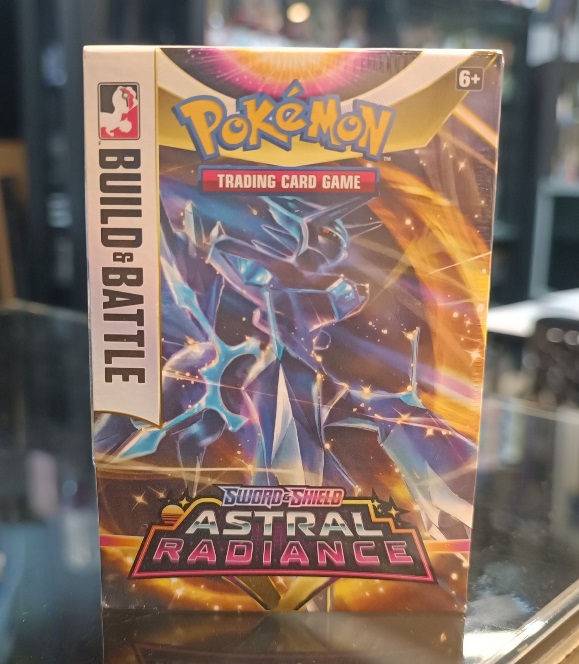 6+
POKéMON
TRADING CARD GAME
BUILD & BATTLE
SWORD & SHIELD
ASTRAL
RADIANCE